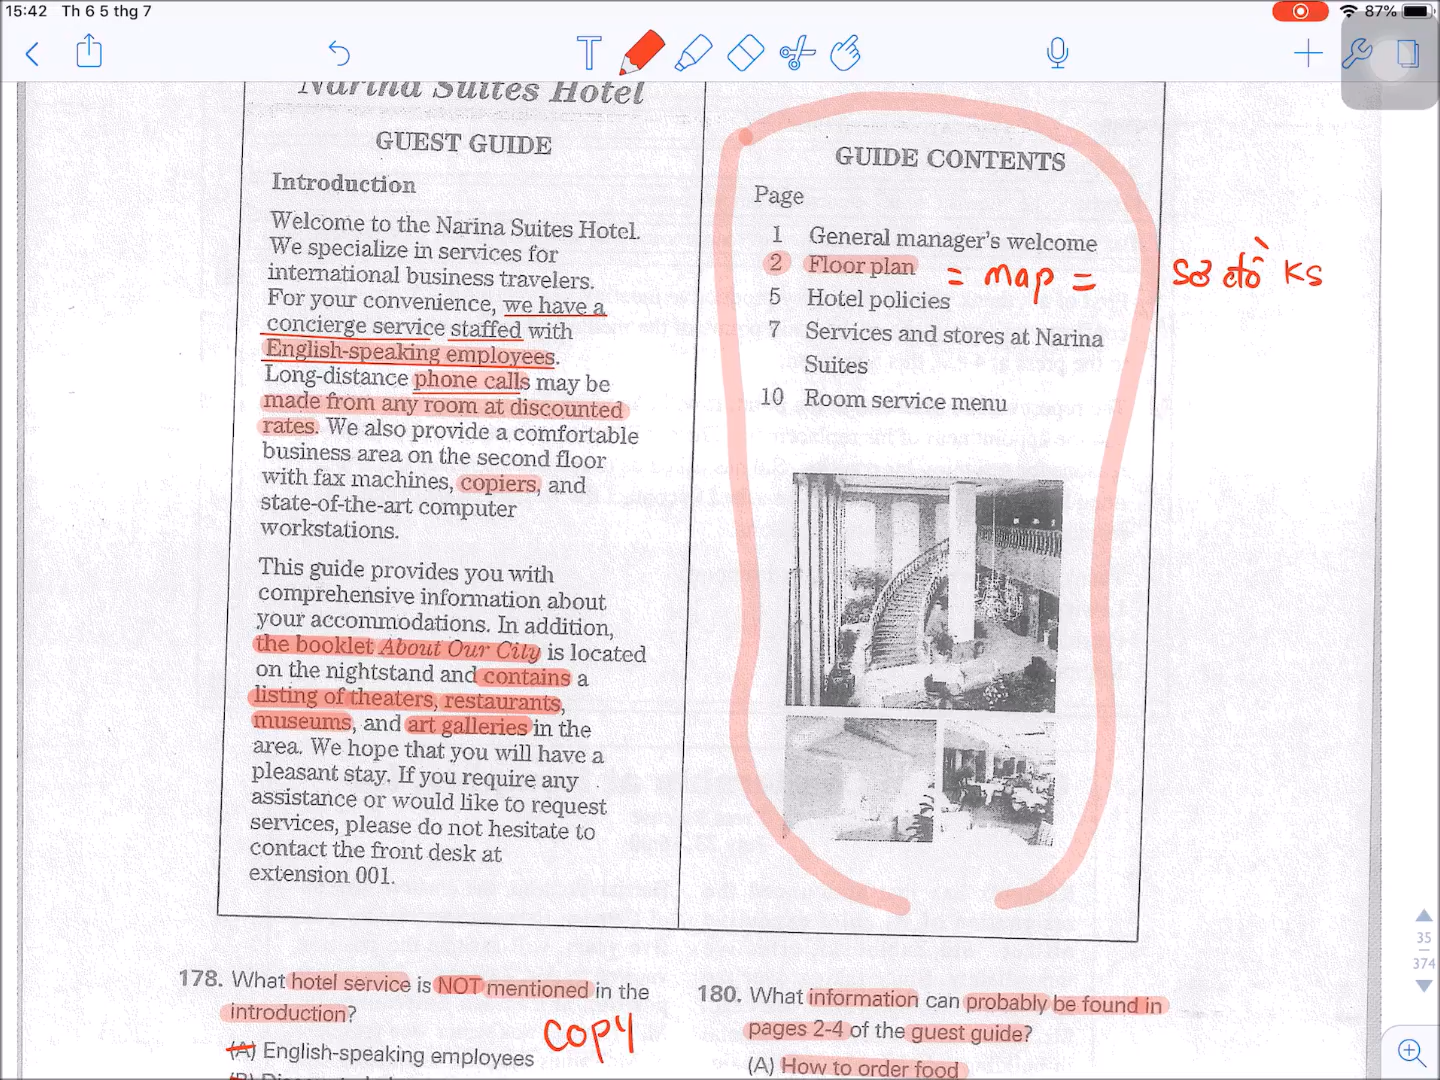 15:42 Th 6 5 thg 7
87%
Narina Suites Hotel
GUEST GUIDE
Introduction
Welcome to the Narina Suites Hotel.
We specialize in services for
international business travelers.
For your convenience, we have a
concierge service staffed with
English-speaking employees.
Long-distance phone calls may be
made from any room at discounted
rates. We also provide a comfortable
business area on the second floor
with fax machines, copiers, and
state-of-the-art computer
workstations.
This guide provides you with
comprehensive information about
your accommodations. In addition,
the booklet About Our City is located
on the nightstand and contains a
listing of theaters, restaurants,
museums, and art galleries in the
area. We hope that you will have a
pleasant stay. If you require any
assistance or would like to request
services, please do not hesitate to
contact the front desk at
extension 001.
GUIDE CONTENTS
Page
1 General manager's welcome
2 Floor plan = map = sơ đồ KS
5 Hotel policies
7 Services and stores at Narina
Suites
10 Room service menu
35
374
178. What hotel service is NOT mentioned in the
introduction?
copy
(A) English-speaking employees
180. What information can probably be found in
pages 2-4 of the guest guide?
(A) How to order food